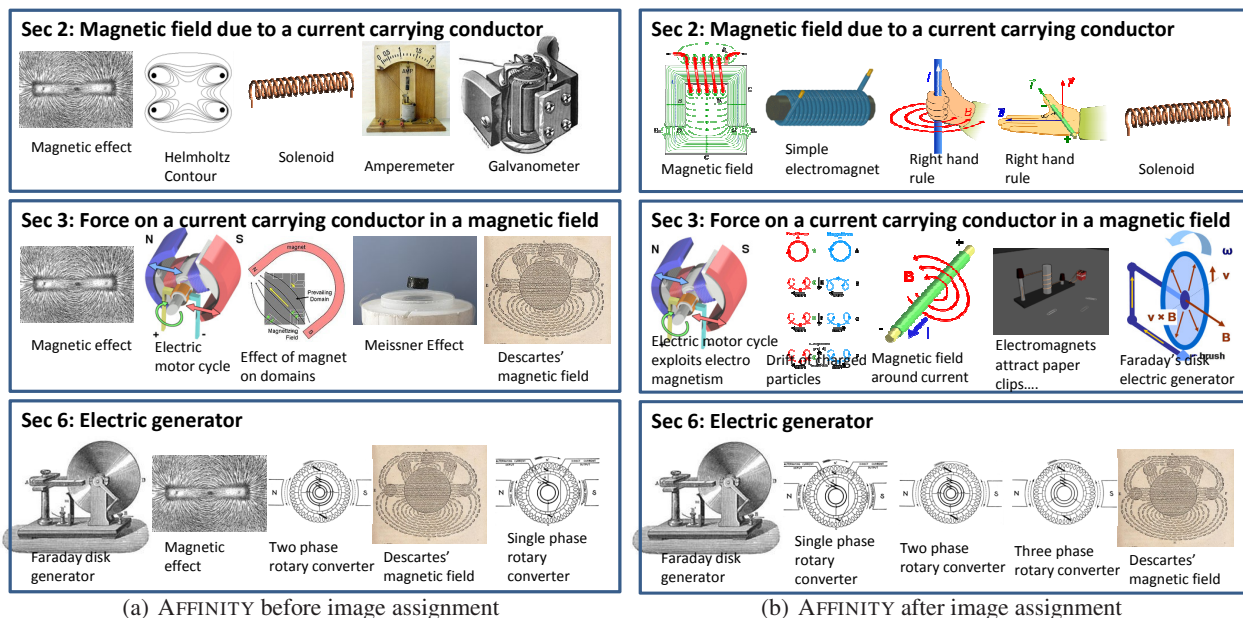 Sec 2: Magnetic field due to a current carrying conductor
Magnetic effect
Helmholtz
Contour
Solenoid
Amperemeter
Galvanometer
Sec 3: Force on a current carrying conductor in a magnetic field
N
S
+
-
magnet
N
S
Prevailing
Domain
Magnetizing
Field
Magnetic effect
Electric
motor cycle
Effect of magnet
on domains
Meissner Effect
Descartes'
magnetic field
Sec 6: Electric generator
N
S
N
S
Faraday disk
generator
Magnetic
effect
Two phase
rotary converter
Descartes'
magnetic field
Single phase
rotary
converter
(a) AFFINITY before image assignment
Sec 2: Magnetic field due to a current carrying conductor
I
B
Magnetic field
Simple
electromagnet
Right hand
rule
Right hand
rule
Solenoid
Sec 3: Force on a current carrying conductor in a magnetic field
N
S
+
-
B
I
+
-
ω
v
v × B
B
brush
Electric motor cycle
exploits electro
magnetism
Drift of charged
particles
Magnetic field
around current
Electromagnets
attract paper
clips....
Faraday's disk
electric generator
Sec 6: Electric generator
N
S
N
S
N
S
Faraday disk
generator
Single phase
rotary
converter
Two phase
rotary converter
Three phase
rotary converter
Descartes'
magnetic field
(b) AFFINITY after image assignment